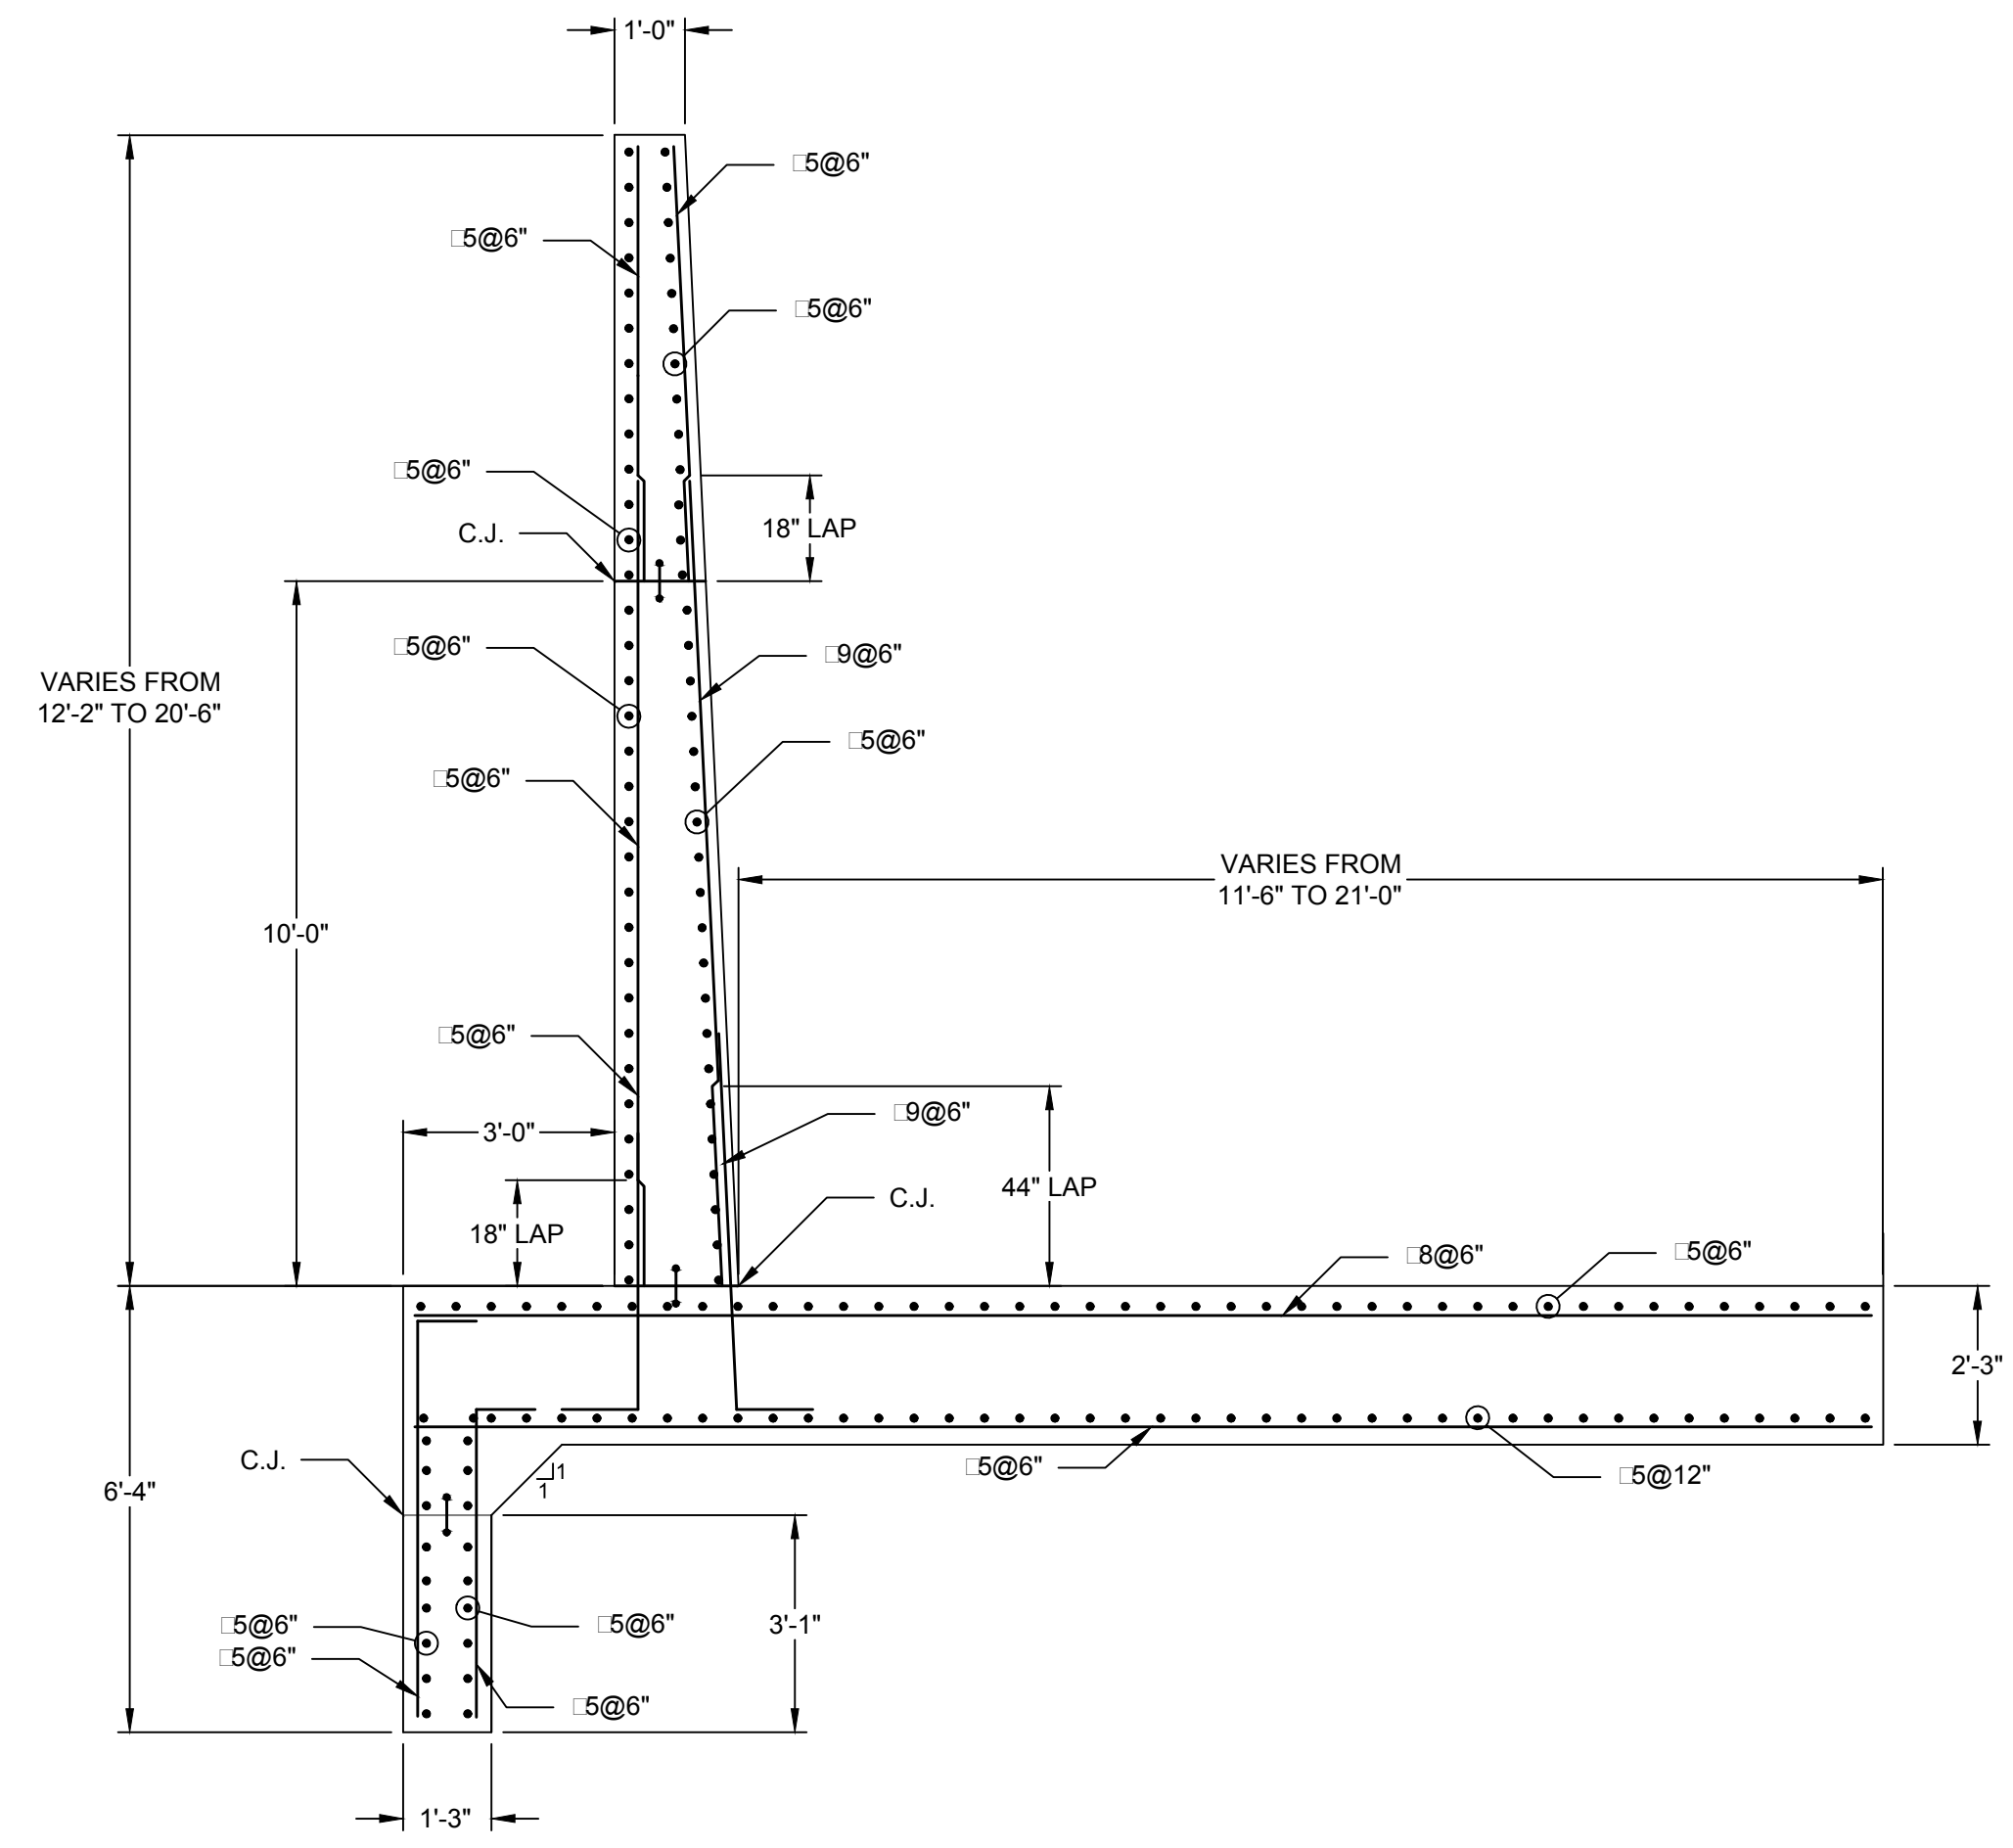 1'-0"
□5@6"
□5@6"
□5@6"
□5@6"
C.J.
18" LAP
□5@6"
□9@6"
VARIES FROM
12'-2" TO 20'-6"
□5@6"
□5@6"
VARIES FROM
11'-6" TO 21'-0"
10'-0"
□5@6"
□9@6"
3'-0"
44" LAP
C.J.
18" LAP
□8@6"
□5@6"
2'-3"
C.J.
1
1
□5@6"
□5@12"
6'-4"
□5@6"
□5@6"
3'-1"
□5@6"
□5@6"
1'-3"